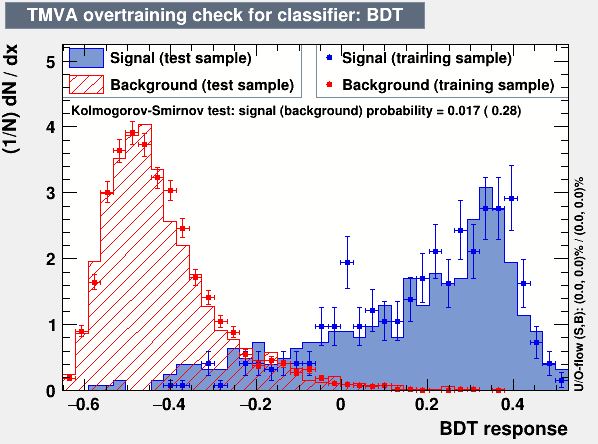 TMVA overtraining check for classifier: BDT
(1/N) dN / dx
Signal (test sample)
Background (test sample)
Signal (training sample)
Background (training sample)
Kolmogorov-Smirnov test: signal (background) probability = 0.017 ( 0.28)
5
4
3
2
1
0
−0.6 −0.4 −0.2 0 0.2 0.4
BDT response
U/O-flow (S,B): (0.0, 0.0)% / (0.0, 0.0)%